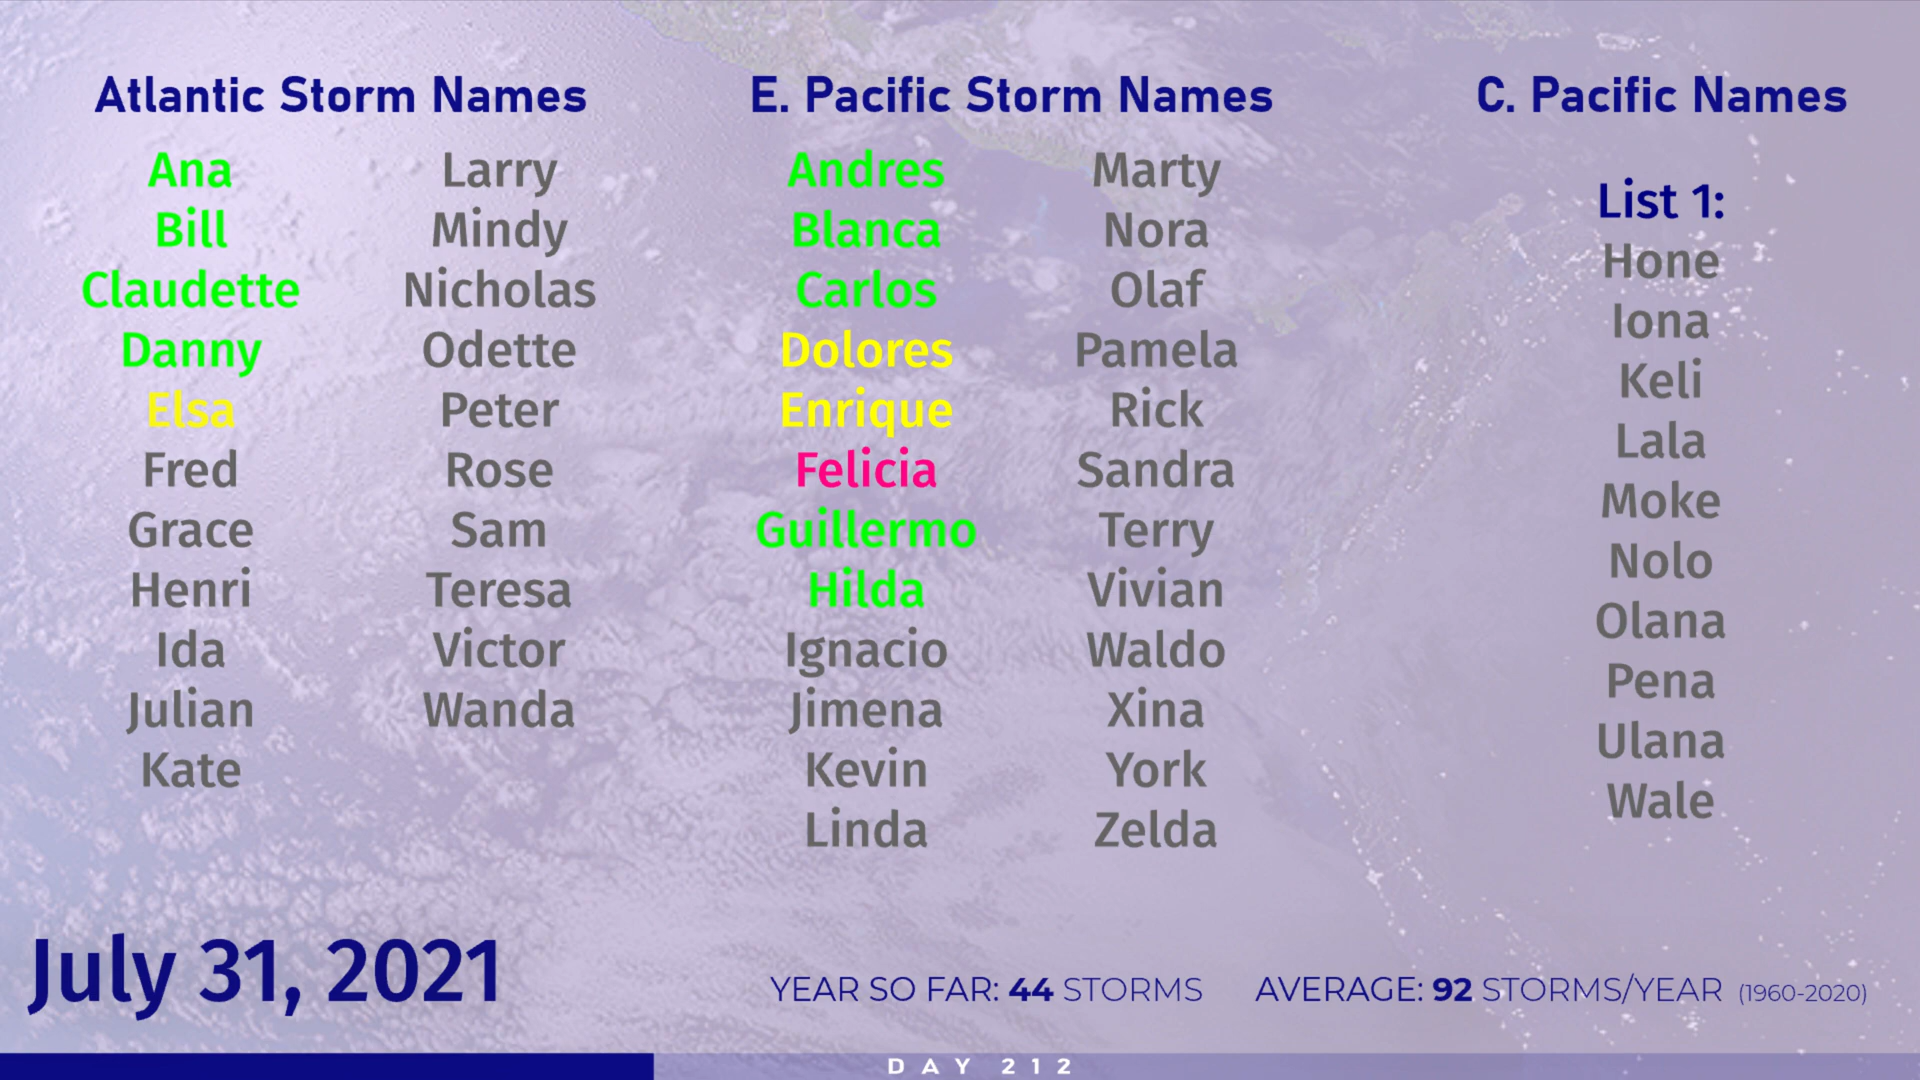 Atlantic Storm Names
Ana
Bill
Claudette
Danny
Elsa
Fred
Grace
Henri
Ida
Julian
Kate
Larry
Mindy
Nicholas
Odette
Peter
Rose
Sam
Teresa
Victor
Wanda
E. Pacific Storm Names
Andres
Blanca
Carlos
Dolores
Enrique
Felicia
Guillermo
Hilda
Ignacio
Jimena
Kevin
Linda
Marty
Nora
Olaf
Pamela
Rick
Sandra
Terry
Vivian
Waldo
Xina
York
Zelda
C. Pacific Names
List 1:
Hone
Iona
Keli
Lala
Moke
Nolo
Olana
Pena
Ulana
Wale
July 31, 2021
YEAR SO FAR: 44 STORMS
AVERAGE: 92 STORMS/YEAR (1960-2020)
DAY 212